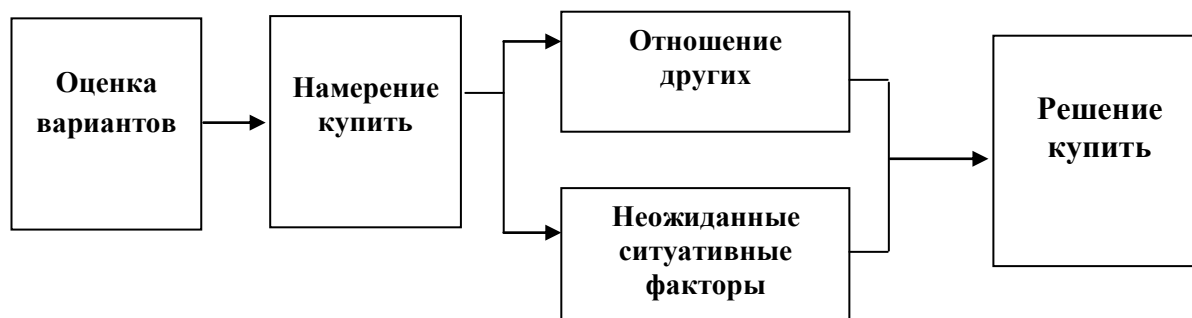 Оценка
вариантов
Намерение
купить
Отношение
других
Неожиданные
ситуативные
факторы
Решение
купить